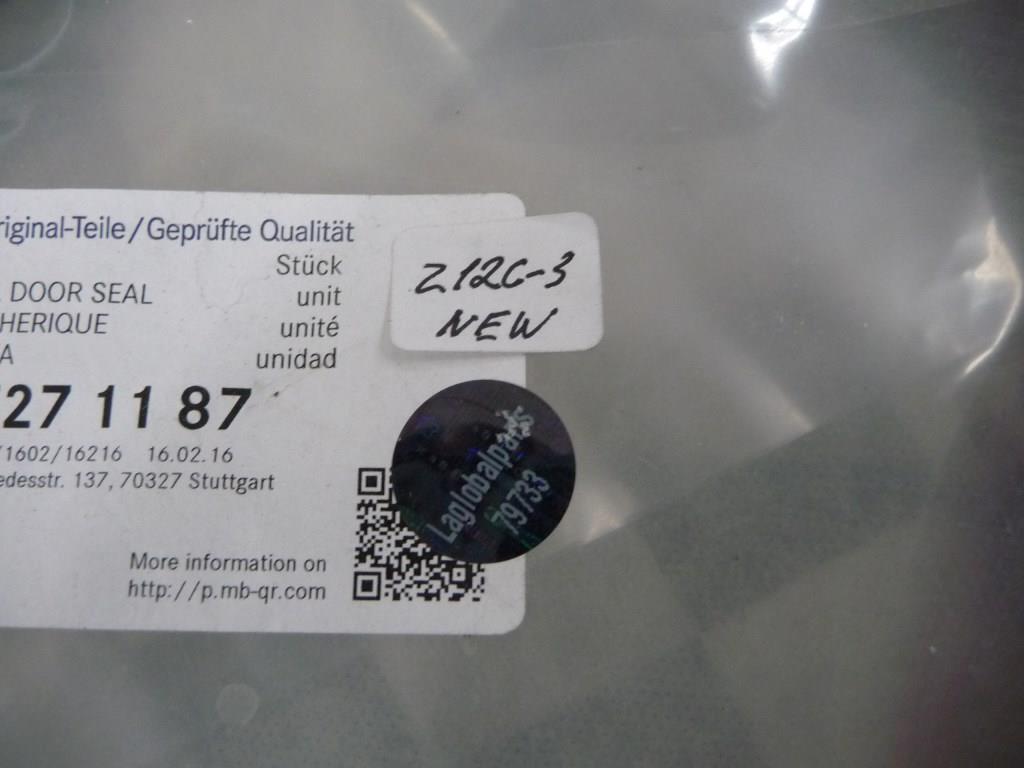 riginal-Teile/Geprüfte Qualität
Stück
DOOR SEAL unit
HERIQUE unité
A unidad
27 11 87
/1602/16216 16.02.16
edesstr. 137, 70327 Stuttgart
More information on
http://p.mb-qr.com
Z12C-3
NEW
Laglobalparts
79733